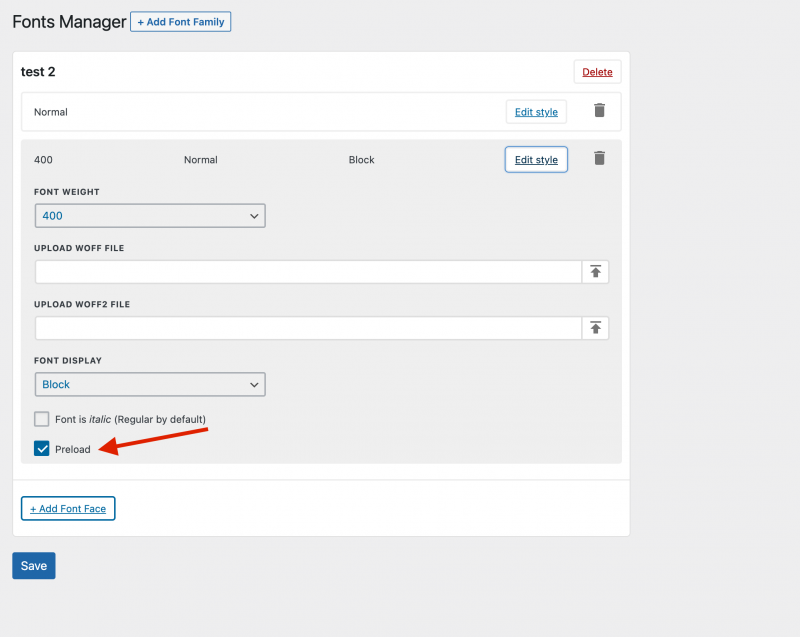 Fonts Manager + Add Font Family
test 2 Delete
Normal Edit style
400 Normal Block Edit style
FONT WEIGHT
400
UPLOAD WOFF FILE
UPLOAD WOFF2 FILE
FONT DISPLAY
Block
Font is italic (Regular by default)
Preload
+ Add Font Face
Save